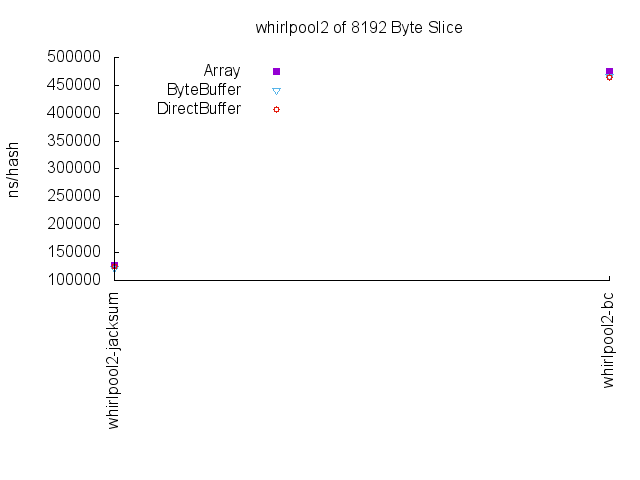 whirlpool2 of 8192 Byte Slice
ns/hash
500000
450000
400000
350000
300000
250000
200000
150000
100000
Array
ByteBuffer
DirectBuffer
whirlpool2-jacksum
whirlpool2-bc